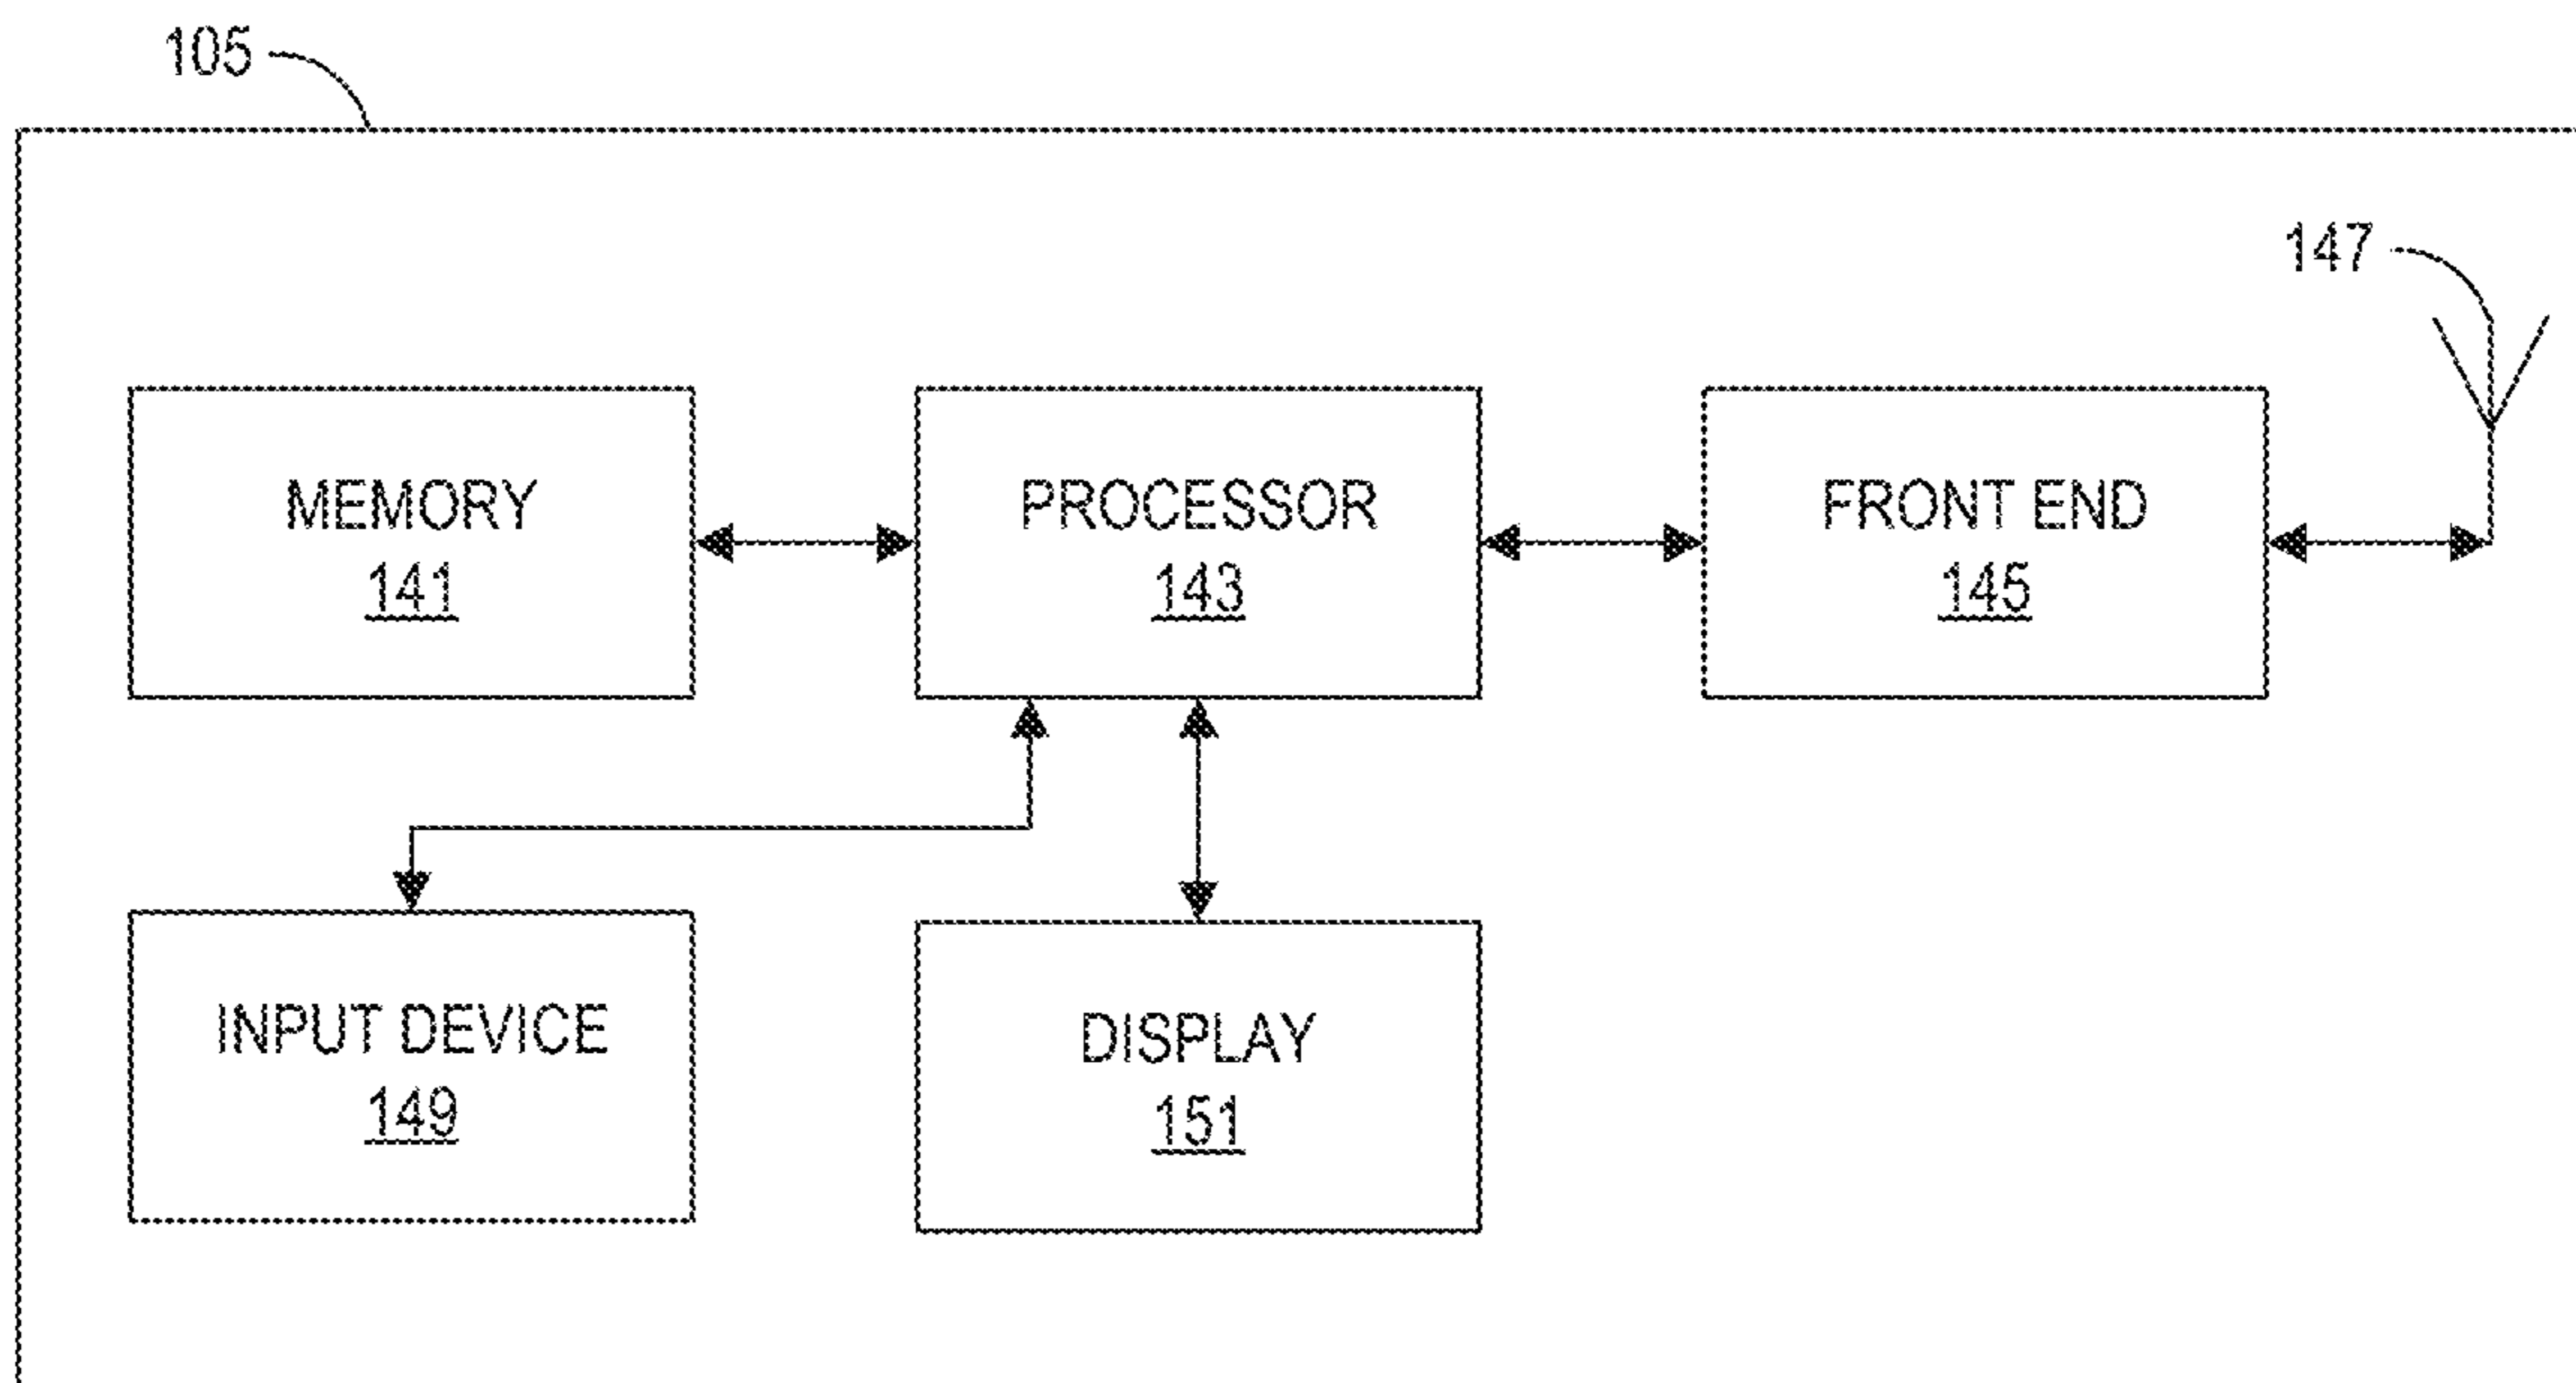 105
147
MEMORY
141
PROCESSOR
143
FRONT END
145
INPUT DEVICE
149
DISPLAY
151